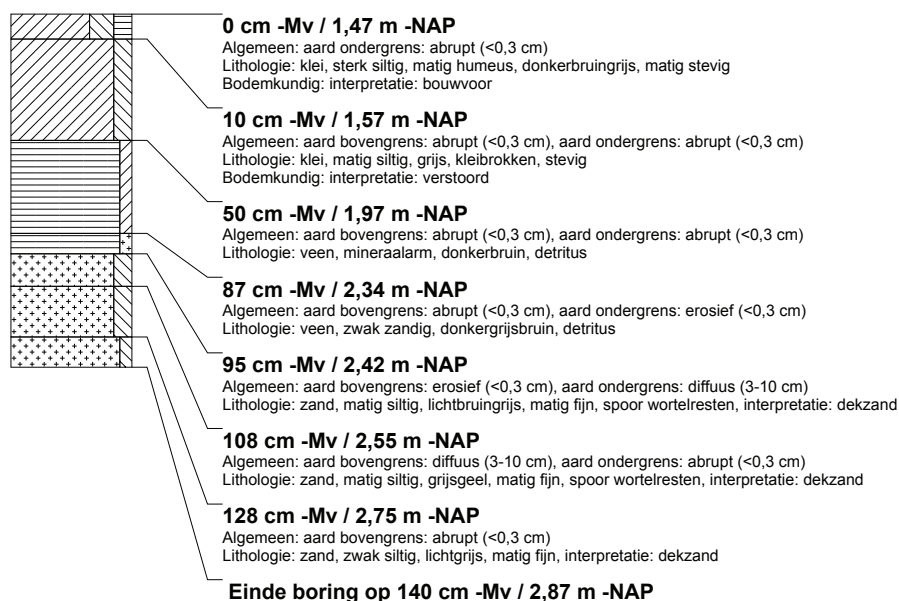 0 cm -Mv / 1,47 m -NAP
Algemeen: aard ondergrens: abrupt (<0,3 cm)
Lithologie: klei, sterk siltig, matig humeus, donkerbruingrijs, matig stevig
Bodemkundig: interpretatie: bouwvoor
10 cm -Mv / 1,57 m -NAP
Algemeen: aard bovengrens: abrupt (<0,3 cm), aard ondergrens: abrupt (<0,3 cm)
Lithologie: klei, matig siltig, grijs, kleibrokken, stevig
Bodemkundig: interpretatie: verstoord
50 cm -Mv / 1,97 m -NAP
Algemeen: aard bovengrens: abrupt (<0,3 cm), aard ondergrens: abrupt (<0,3 cm)
Lithologie: veen, mineraalarm, donkerbruin, detritus
87 cm -Mv / 2,34 m -NAP
Algemeen: aard bovengrens: abrupt (<0,3 cm), aard ondergrens: erosief (<0,3 cm)
Lithologie: veen, zwak zandig, donkergrijsbruin, detritus
95 cm -Mv / 2,42 m -NAP
Algemeen: aard bovengrens: erosief (<0,3 cm), aard ondergrens: diffuus (3-10 cm)
Lithologie: zand, matig siltig, lichtbruingrijs, matig fijn, spoor wortelresten, interpretatie: dekzand
108 cm -Mv / 2,55 m -NAP
Algemeen: aard bovengrens: diffuus (3-10 cm), aard ondergrens: abrupt (<0,3 cm)
Lithologie: zand, matig siltig, grijsgeel, matig fijn, spoor wortelresten, interpretatie: dekzand
128 cm -Mv / 2,75 m -NAP
Algemeen: aard bovengrens: abrupt (<0,3 cm)
Lithologie: zand, zwak siltig, lichtgrijs, matig fijn, interpretatie: dekzand
Einde boring op 140 cm -Mv / 2,87 m -NAP